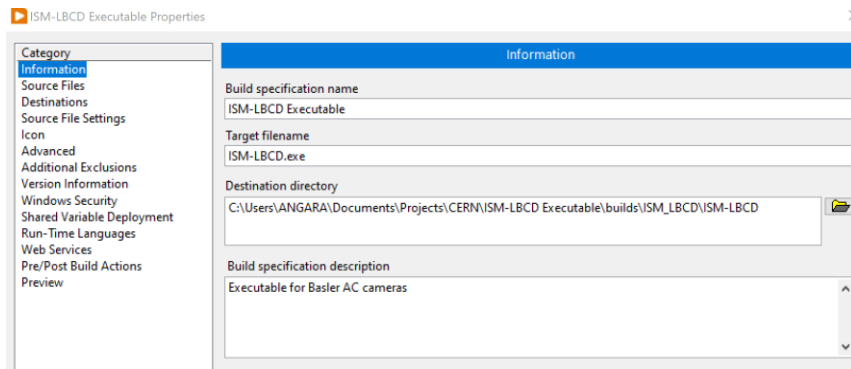 ISM-LBCD Executable Properties
Category
Information
Source Files
Destinations
Source File Settings
Icon
Advanced
Additional Exclusions
Version Information
Windows Security
Shared Variable Deployment
Run-Time Languages
Web Services
Pre/Post Build Actions
Preview
Information
Build specification name
ISM-LBCD Executable
Target filename
ISM-LBCD.exe
Destination directory
C:\Users\ANGARA\Documents\Projects\CERN\ISM-LBCD Executable\builds\ISM_LBCD\ISM-LBCD
Build specification description
Executable for Basler AC cameras